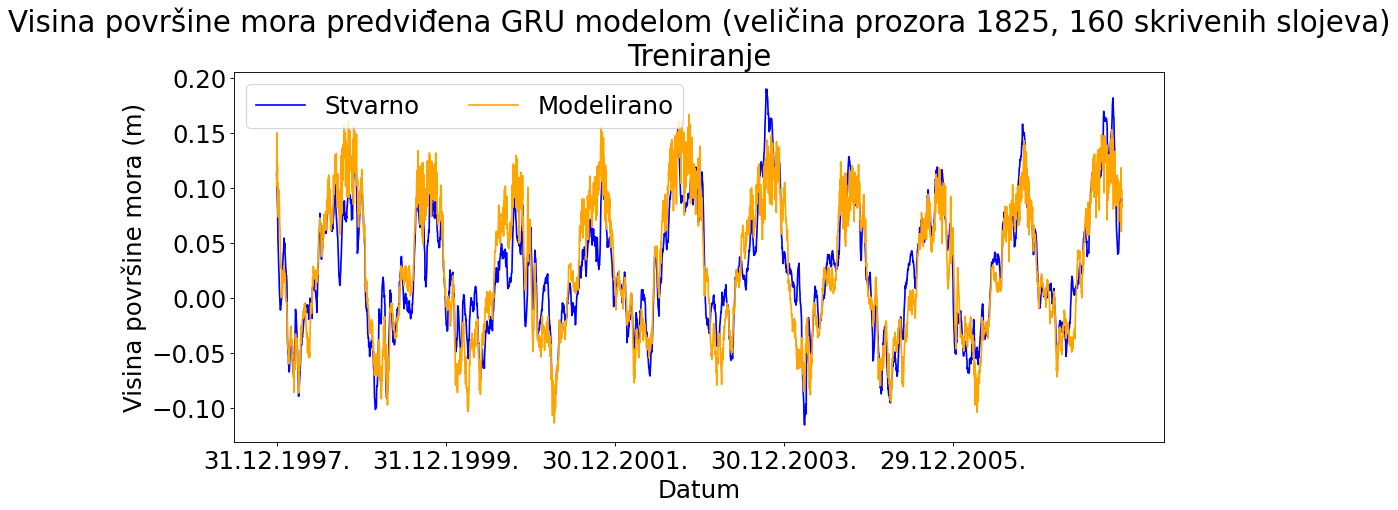 Visina površine mora predviđena GRU modelom (veličina prozora 1825, 160 skrivenih slojeva)
Treniranje
Stvarno
Modelirano
Visina površine mora (m)
0.20
0.15
0.10
0.05
0.00
−0.05
−0.10
31.12.1997.
31.12.1999.
30.12.2001.
30.12.2003.
29.12.2005.
Datum